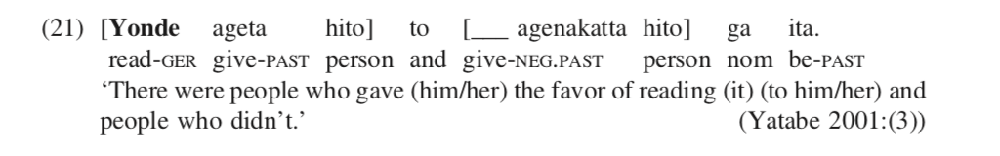 (21) [Yonde ageta hito] to [___ agenakatta hito] ga ita.
read-GER give-PAST person and give-NEG.PAST person nom be-PAST
‘There were people who gave (him/her) the favor of reading (it) (to him/her) and
people who didn’t.’ (Yatabe 2001:(3))